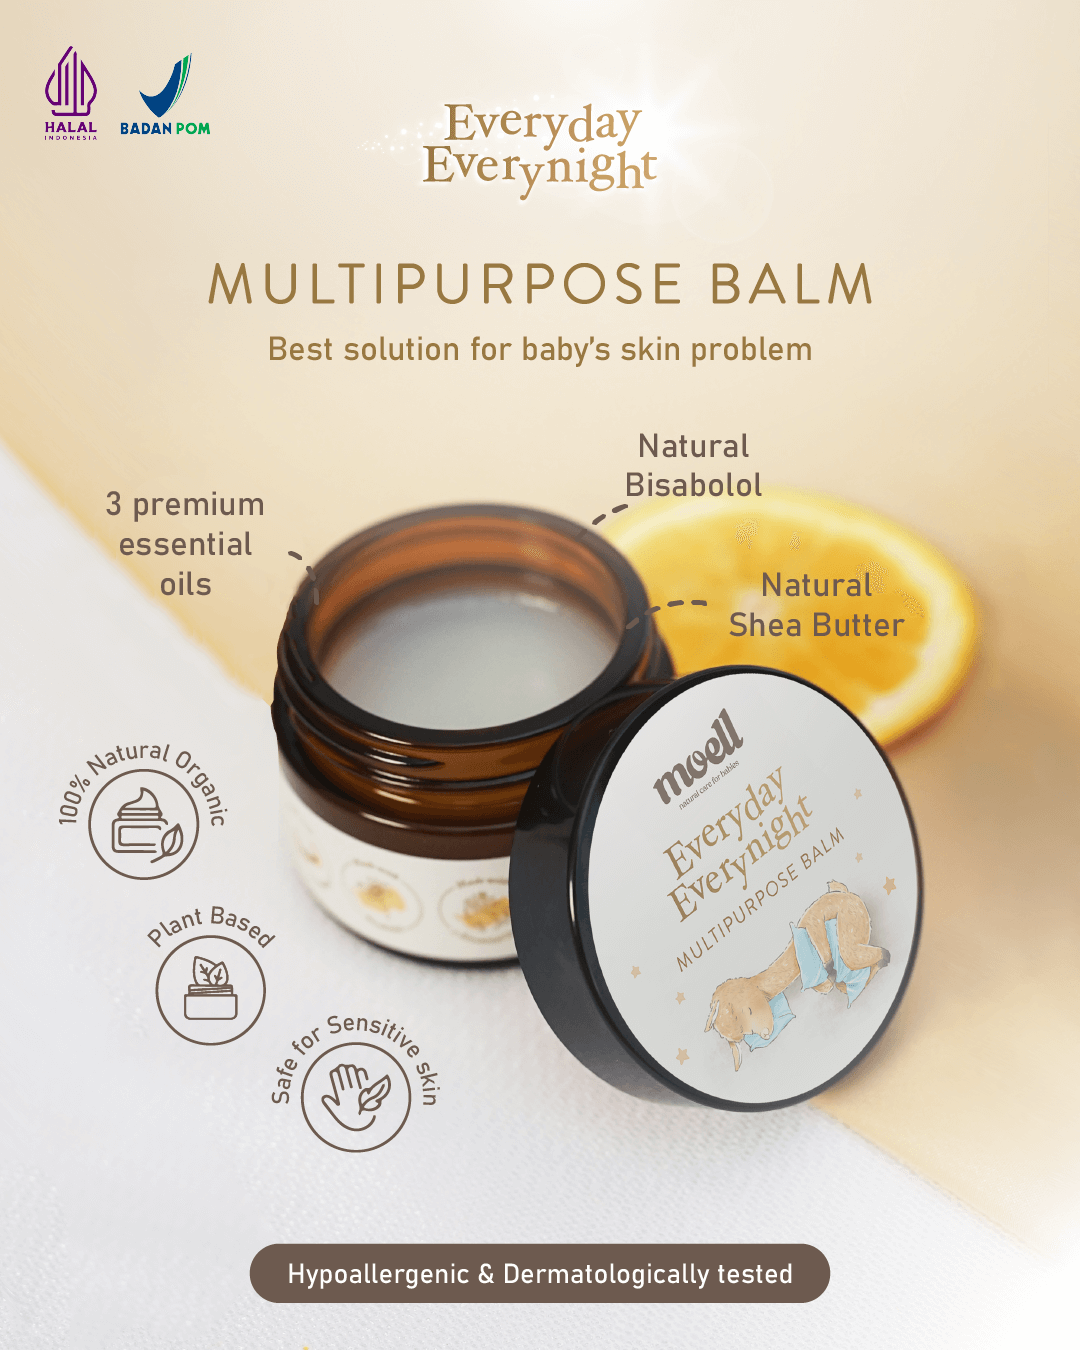 HALAL
INDONESIA
BADAN POM
Everyday
Everynight
MULTIPURPOSE BALM
Best solution for baby's skin problem
Natural
Bisabolol
3 premium
essential
oils
Natural
Shea Butter
100% Natural Organic
Plant Based
Safe for Sensitive skin
moell
natural care for babies
Everyday
Everynight
MULTIPURPOSE BALM
Hypoallergenic & Dermatologically tested